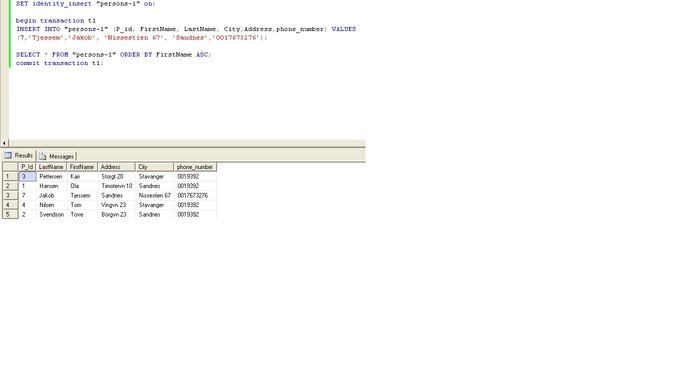 SET identity_insert "persons-1" on;
begin transaction t1
INSERT INTO "persons-1" (P_id, FirstName, LastName, City,Address,phone_number) VALUES
(7,'Tjessem','Jakob', 'Nissestien 67', 'Sandnes','0017673276');
SELECT * FROM "persons-1" ORDER BY FirstName ASC;
commit transaction t1;
Results Messages
P_Id LastName FirstName Address City phone_number
1 3 Pettersen Kari Storgt 20 Stavanger 0019392
2 1 Hansen Ola Timoteivn 10 Sandnes 0019392
3 7 Jakob Tjessem Sandnes Nissestien 67 0017673276
4 4 Nilsen Tom Vingvn 23 Stavanger 0019392
5 2 Svendson Tove Borgvn 23 Sandnes 0019392